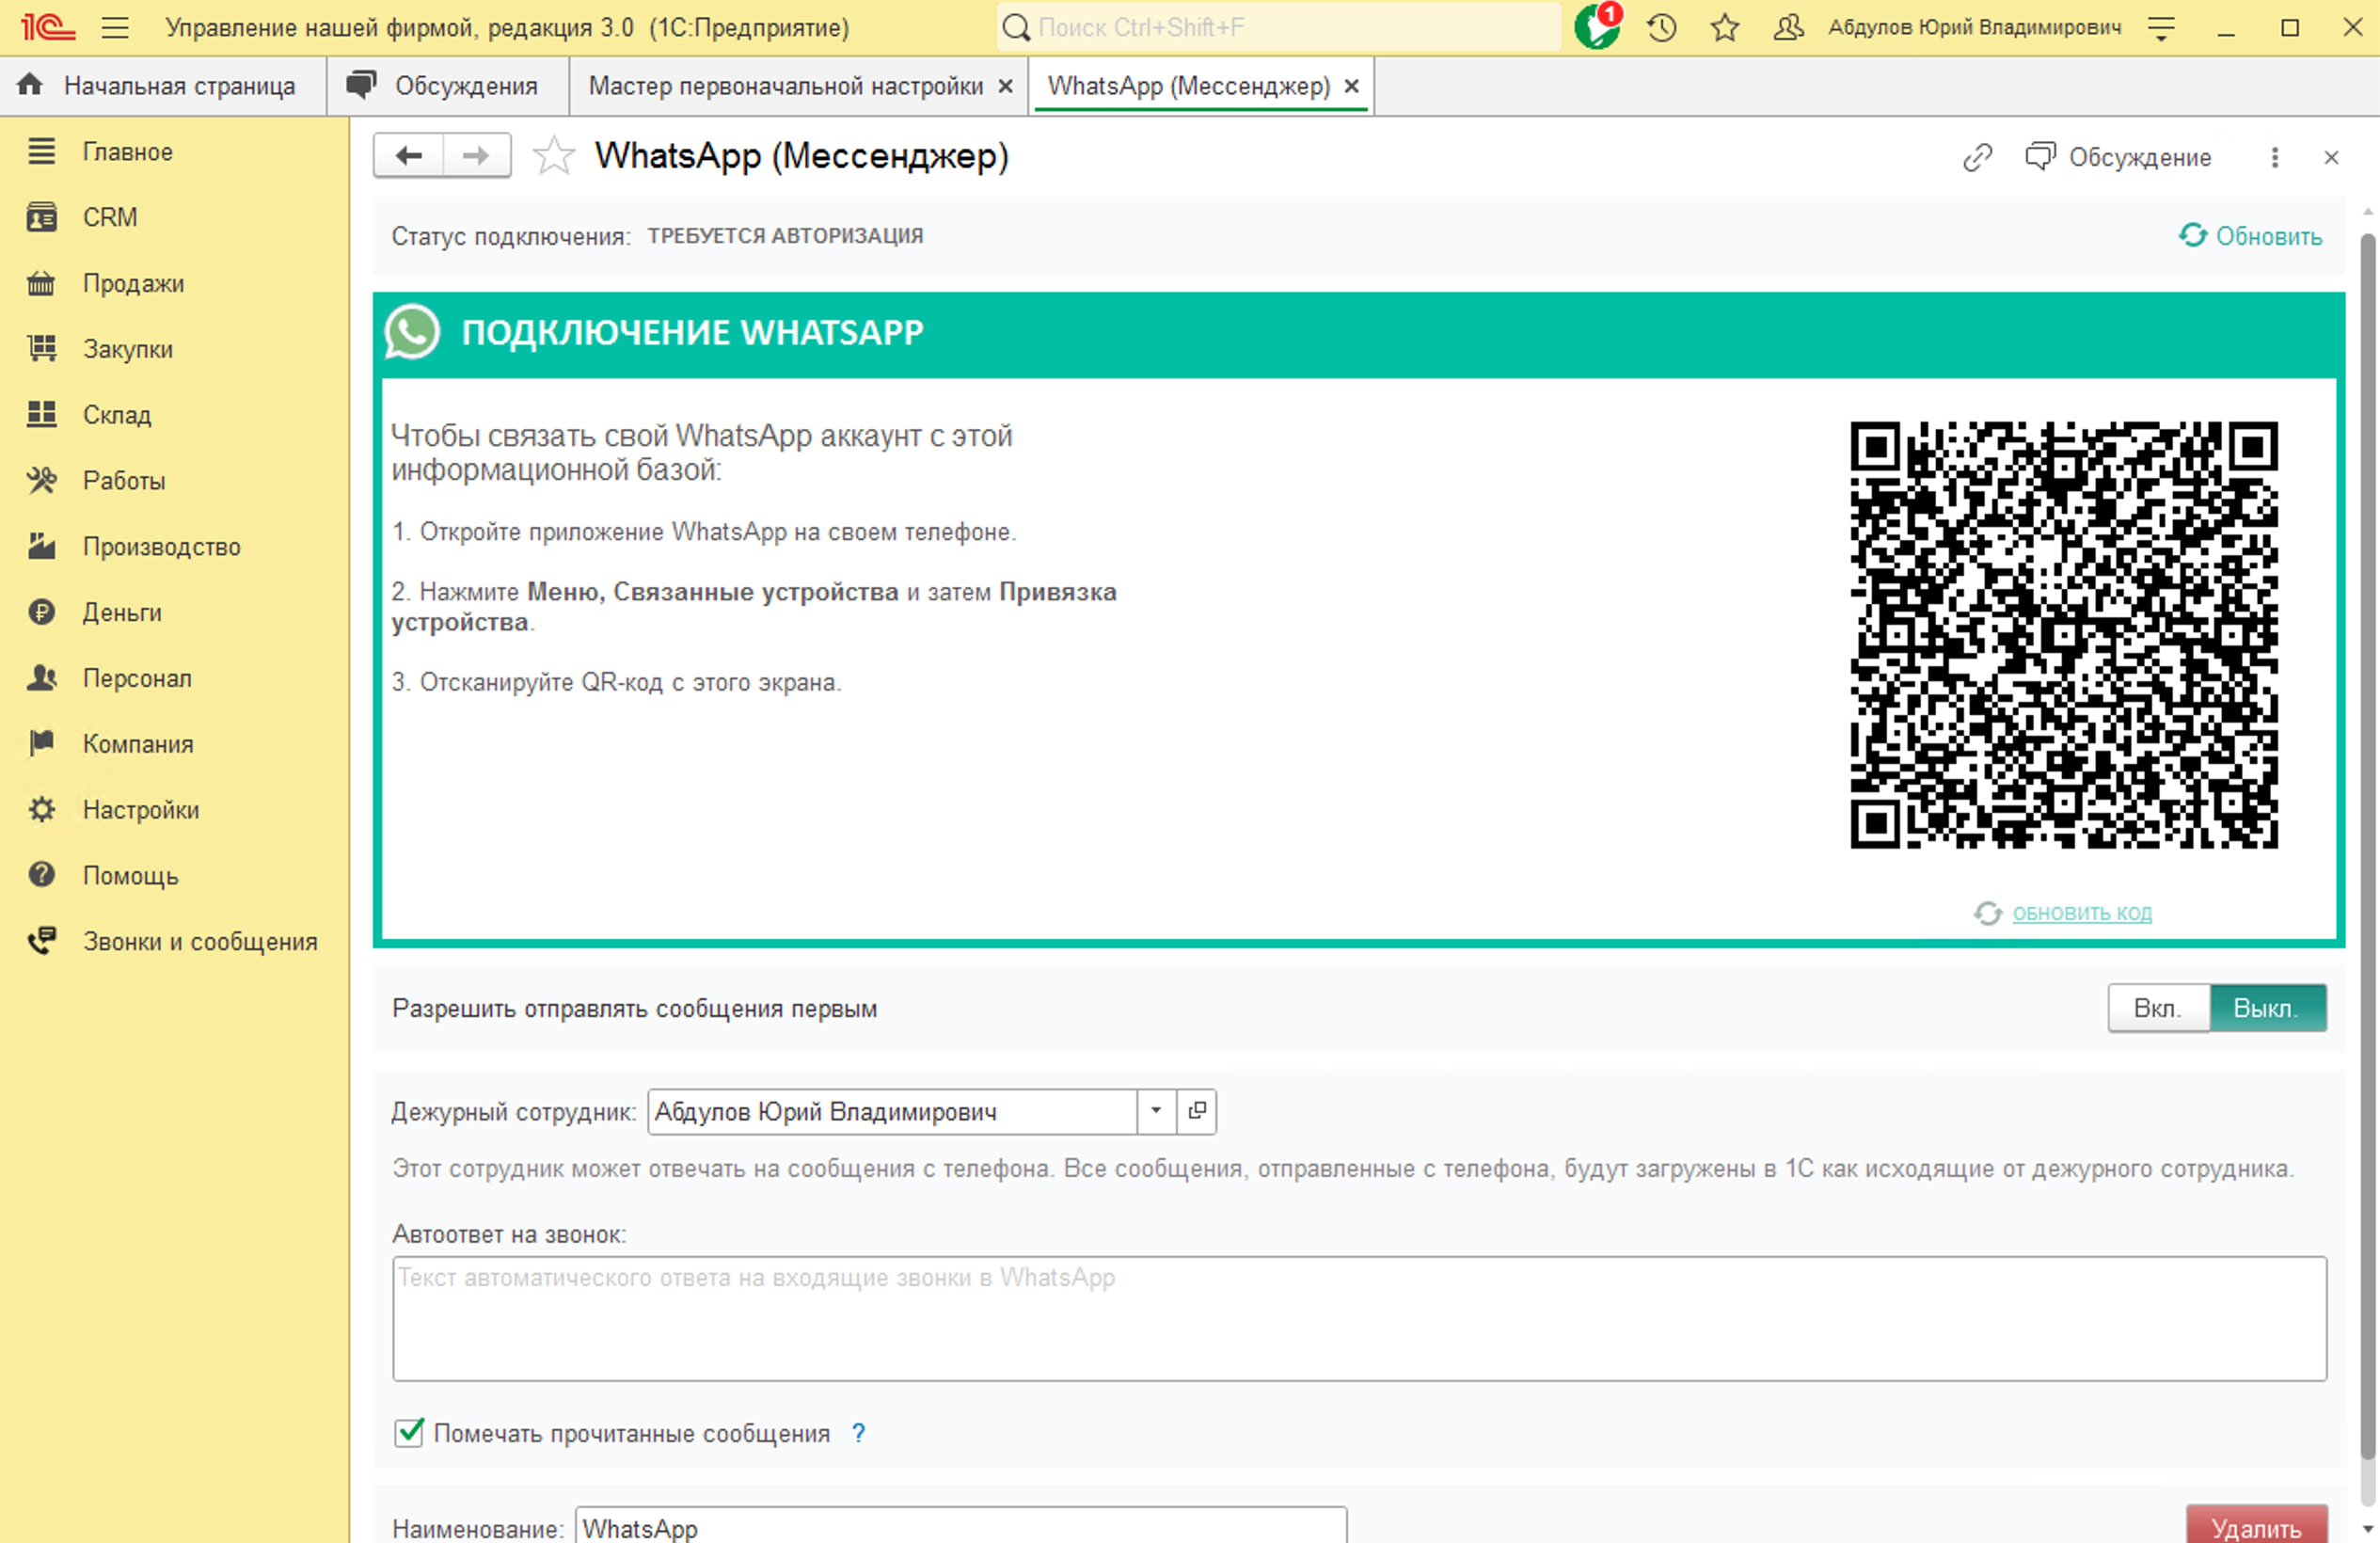 1С Управление нашей фирмой, редакция 3.0 (1С:Предприятие) Поиск Ctrl+Shift+F 1 Абдулов Юрий Владимирович
Начальная страница Обсуждения Мастер первоначальной настройки WhatsApp (Мессенджер)
Главное
CRM
Продажи
Закупки
Склад
Работы
Производство
Деньги
Персонал
Компания
Настройки
Помощь
Звонки и сообщения
WhatsApp (Мессенджер) Обсуждение
Статус подключения: ТРЕБУЕТСЯ АВТОРИЗАЦИЯ Обновить
ПОДКЛЮЧЕНИЕ WHATSAPP
Чтобы связать свой WhatsApp аккаунт с этой
информационной базой:
1. Откройте приложение WhatsApp на своем телефоне.
2. Нажмите Меню, Связанные устройства и затем Привязка
устройства.
3. Отсканируйте QR-код с этого экрана.
ОБНОВИТЬ КОД
Разрешить отправлять сообщения первым Вкл. Выкл.
Дежурный сотрудник: Абдулов Юрий Владимирович
Этот сотрудник может отвечать на сообщения с телефона. Все сообщения, отправленные с телефона, будут загружены в 1С как исходящие от дежурного сотрудника.
Автоответ на звонок:
Текст автоматического ответа на входящие звонки в WhatsApp
Помечать прочитанные сообщения ?
Наименование: WhatsApp Удалить